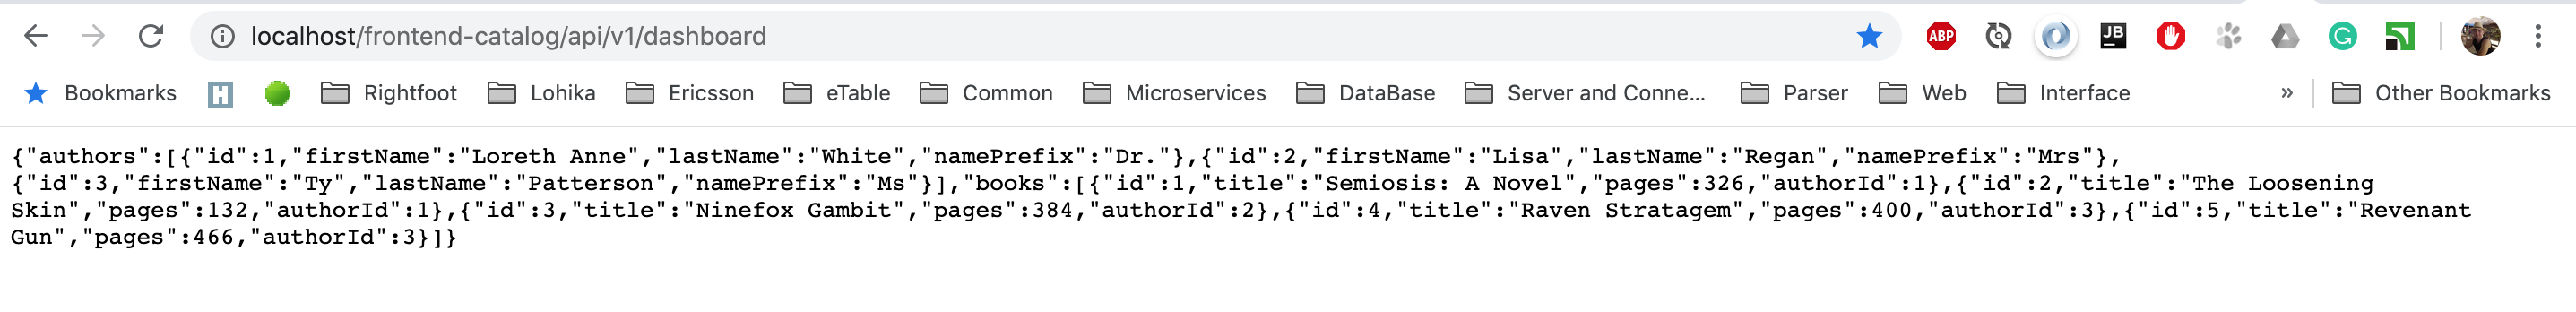 localhost/frontend-catalog/api/v1/dashboard
ABP
JB
G
Bookmarks H Rightfoot Lohika Ericsson eTable Common Microservices DataBase Server and Conne... Parser Web Interface » Other Bookmarks
{"authors":[{"id":1,"firstName":"Loreth Anne","lastName":"White","namePrefix":"Dr."},{"id":2,"firstName":"Lisa","lastName":"Regan","namePrefix":"Mrs"},
{"id":3,"firstName":"Ty","lastName":"Patterson","namePrefix":"Ms"}],"books":[{"id":1,"title":"Semiosis: A Novel","pages":326,"authorId":1},{"id":2,"title":"The Loosening
Skin","pages":132,"authorId":1},{"id":3,"title":"Ninefox Gambit","pages":384,"authorId":2},{"id":4,"title":"Raven Stratagem","pages":400,"authorId":3},{"id":5,"title":"Revenant
Gun","pages":466,"authorId":3}]}